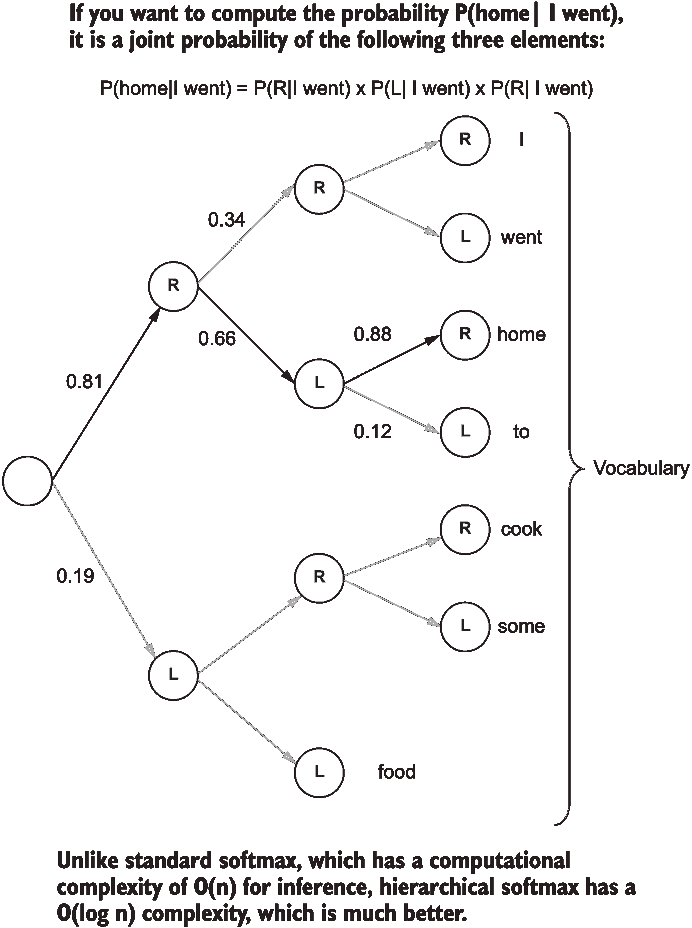 If you want to compute the probability P(home| I went),
it is a joint probability of the following three elements:
P(home|I went) = P(R|I went) x P(L| I went) x P(R| I went)
R I
R
0.34
L went
R
0.66
0.88
R home
L
0.81
0.12
L to
Vocabulary
R cook
0.19
R
L some
L
L food
Unlike standard softmax, which has a computational
complexity of O(n) for inference, hierarchical softmax has a
O(log n) complexity, which is much better.